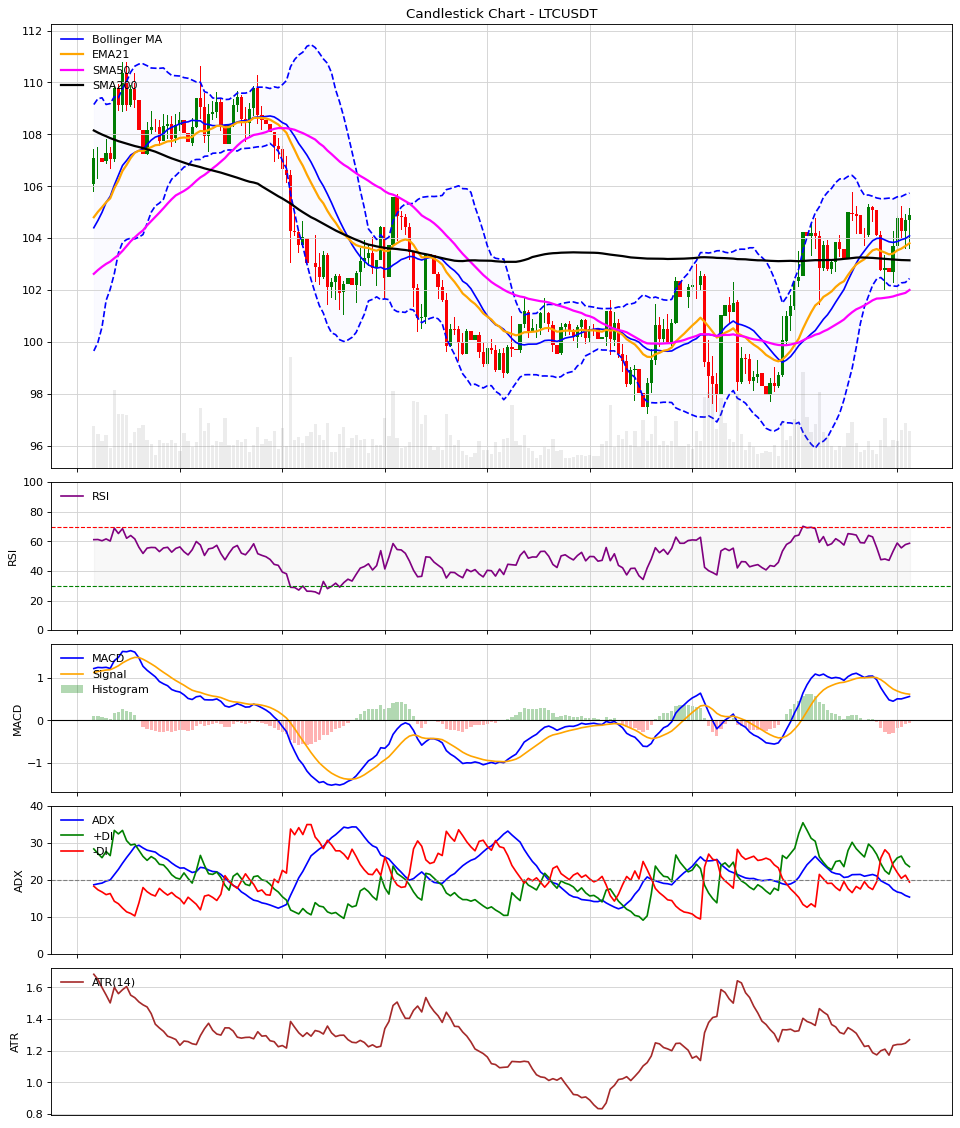 Candlestick Chart - LTCUSDT
112
110
108
106
104
102
100
98
96
Bollinger MA
EMA21
SMA50
SMA200
100
80
60
40
20
0
RSI
RSI
1
0
−1
MACD
MACD
Signal
Histogram
40
30
20
10
0
ADX
ADX
+DI
-DI
1.6
1.4
1.2
1.0
0.8
ATR
ATR(14)